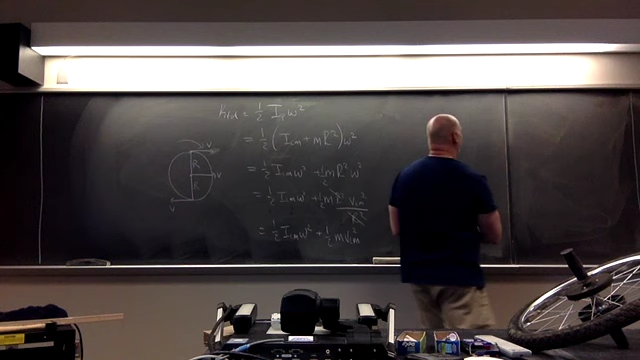 K_rot = 1/2 I_p ω²
= 1/2 (I_cm + mR²) ω²
= 1/2 I_cm ω² + 1/2 mR² ω²
= 1/2 I_cm ω² + 1/2 mR² v_cm²/R²
= 1/2 I_cm ω² + 1/2 m v_cm²
v
R
v
R